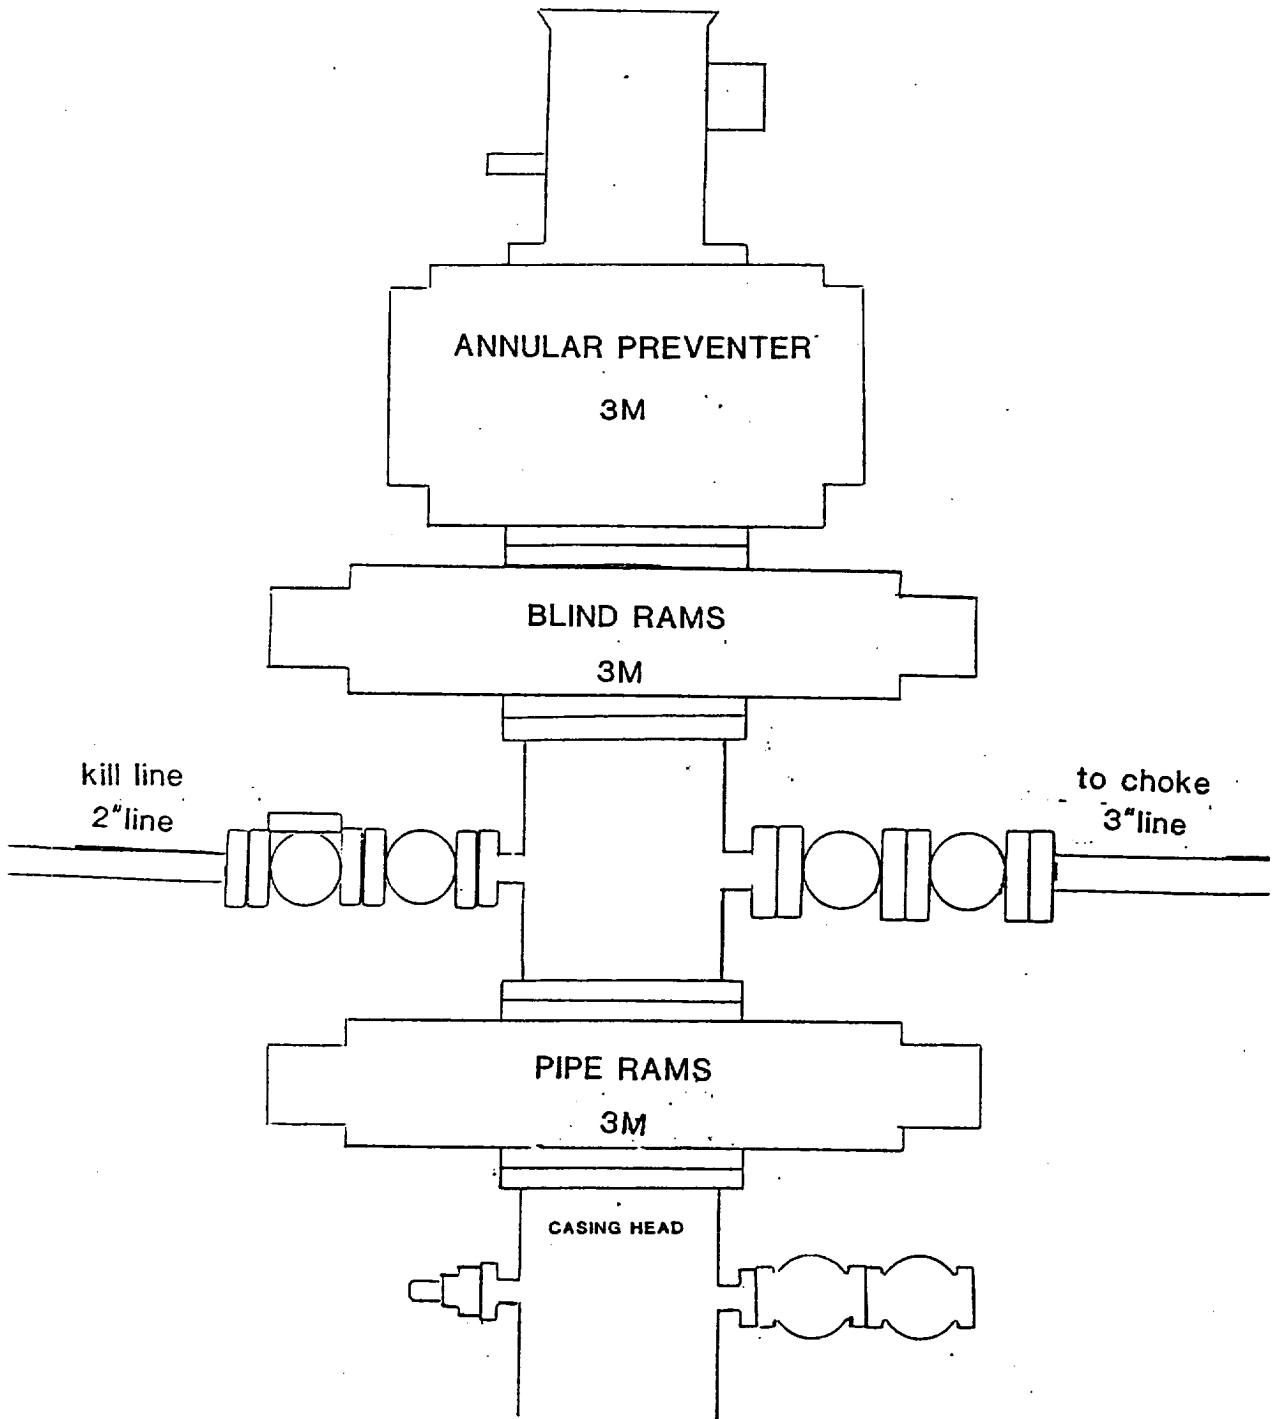 ANNULAR PREVENTER
3M
BLIND RAMS
3M
kill line
2"line
to choke
3"line
PIPE RAMS
3M
CASING HEAD